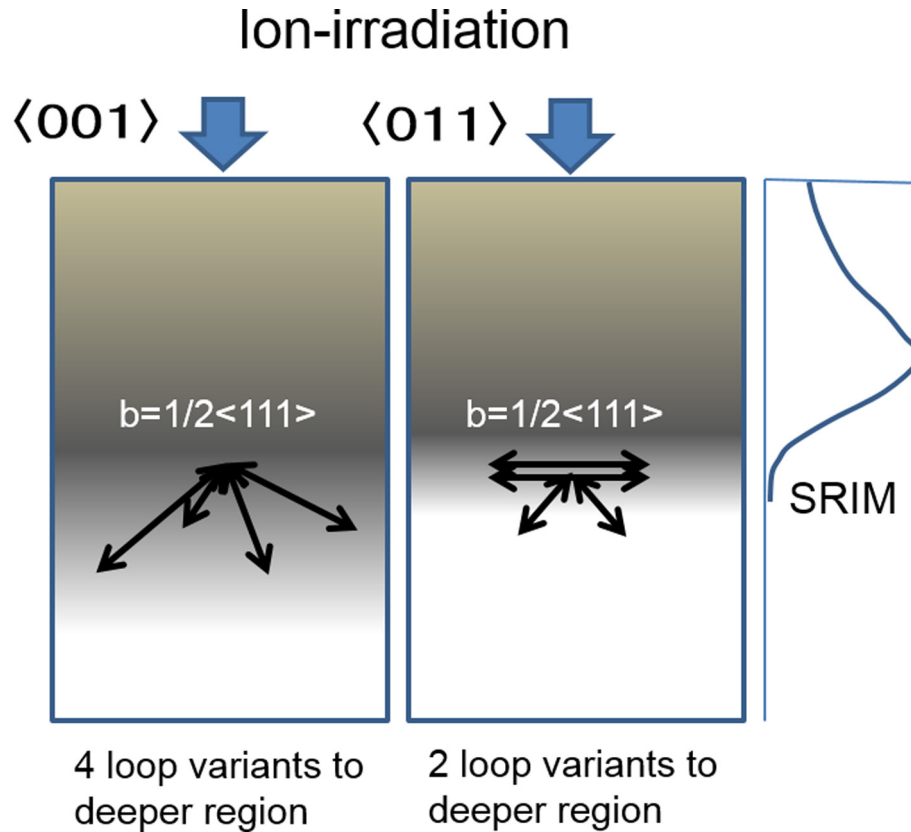 Ion-irradiation
⟨001⟩
⟨011⟩
b=1/2<111>
b=1/2<111>
SRIM
4 loop variants to
deeper region
2 loop variants to
deeper region